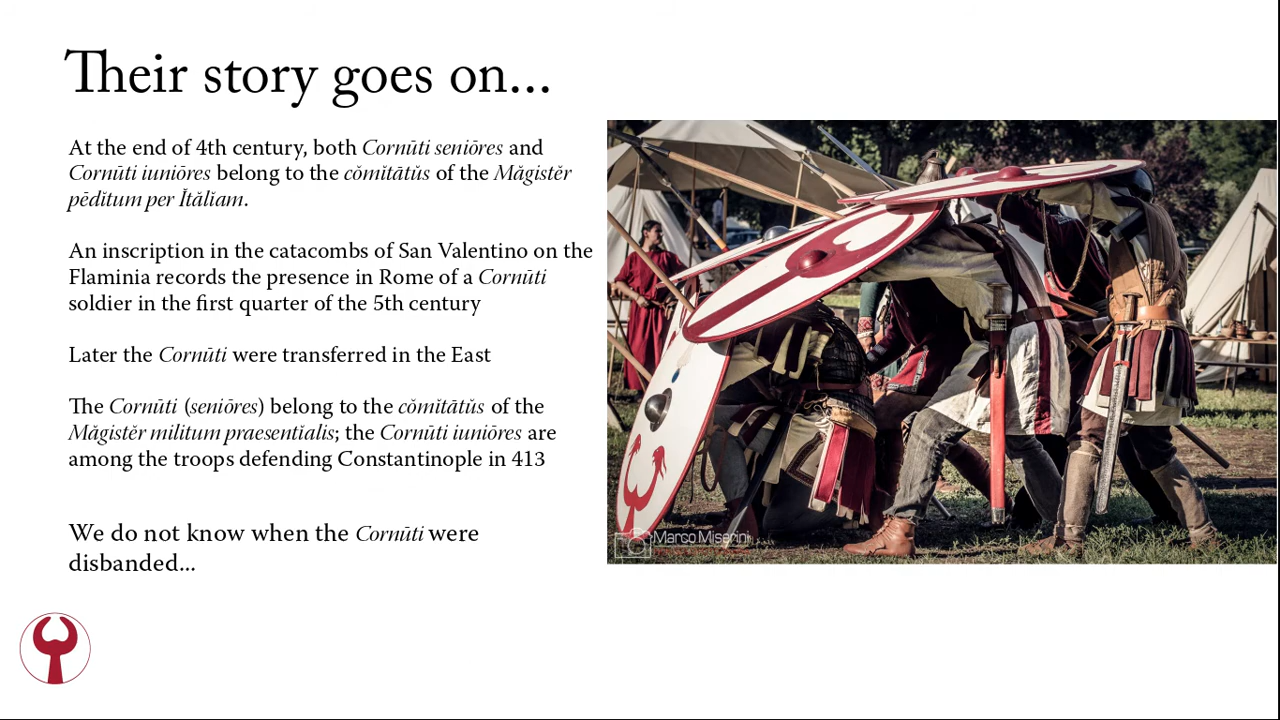 Their story goes on...
At the end of 4th century, both Cornūti seniōres and
Cornūti iuniōres belong to the cŏmĭtātŭs of the Măgistĕr
pĕdĭtum per Ĭtălĭam.
An inscription in the catacombs of San Valentino on the
Flaminia records the presence in Rome of a Cornūti
soldier in the first quarter of the 5th century
Later the Cornūti were transferred in the East
The Cornūti (seniōres) belong to the cŏmĭtātŭs of the
Măgistĕr militum praesentialis; the Cornūti iuniōres are
among the troops defending Constantinople in 413
We do not know when the Cornūti were
disbanded...
Marco Miserini